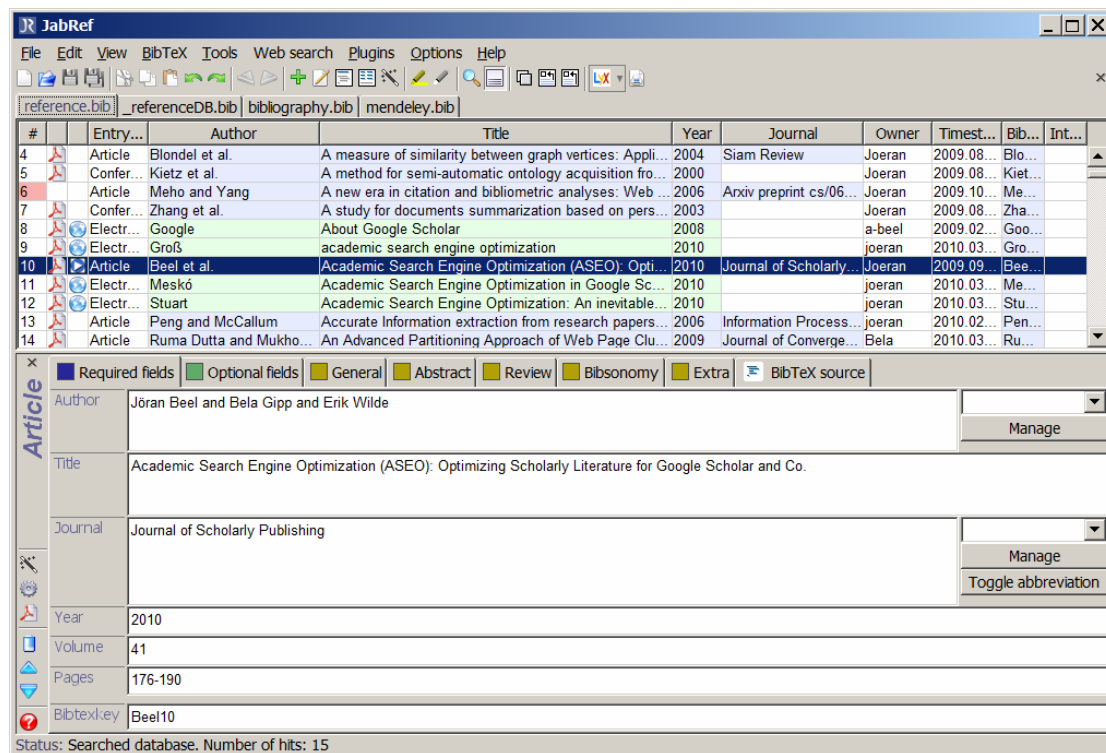 JabRef
File Edit View BibTeX Tools Web search Plugins Options Help
reference.bib _referenceDB.bib bibliography.bib mendeley.bib
# Entry... Author Title Year Journal Owner Timest... Bib... Int...
4 Article Blondel et al. A measure of similarity between graph vertices: Appli... 2004 Siam Review Joeran 2009.08... Blo...
5 Confer... Kietz et al. A method for semi-automatic ontology acquisition fro... 2000 Joeran 2009.08... Kiet...
6 Article Meho and Yang A new era in citation and bibliometric analyses: Web ... 2006 Arxiv preprint cs/06... Joeran 2009.10... Me...
7 Confer... Zhang et al. A study for documents summarization based on pers... 2003 Joeran 2009.08... Zha...
8 Electr... Google About Google Scholar 2008 a-beel 2009.02... Goo...
9 Electr... Groß academic search engine optimization 2010 joeran 2010.03... Gro...
10 Article Beel et al. Academic Search Engine Optimization (ASEO): Opti... 2010 Journal of Scholarly... Joeran 2009.09... Bee...
11 Electr... Meskó Academic Search Engine Optimization in Google Sc... 2010 joeran 2010.03... Me...
12 Electr... Stuart Academic Search Engine Optimization: An inevitable... 2010 joeran 2010.03... Stu...
13 Article Peng and McCallum Accurate Information extraction from research papers... 2006 Information Process... joeran 2010.02... Pen...
14 Article Ruma Dutta and Mukho... An Advanced Partitioning Approach of Web Page Clu... 2009 Journal of Converge... Bela 2010.03... Ru...
Article
Required fields Optional fields General Abstract Review Bibsonomy Extra BibTeX source
Author Jöran Beel and Bela Gipp and Erik Wilde
Manage
Title Academic Search Engine Optimization (ASEO): Optimizing Scholarly Literature for Google Scholar and Co.
Journal Journal of Scholarly Publishing
Manage
Toggle abbreviation
Year 2010
Volume 41
Pages 176-190
Bibtexkey Beel10
Status: Searched database. Number of hits: 15